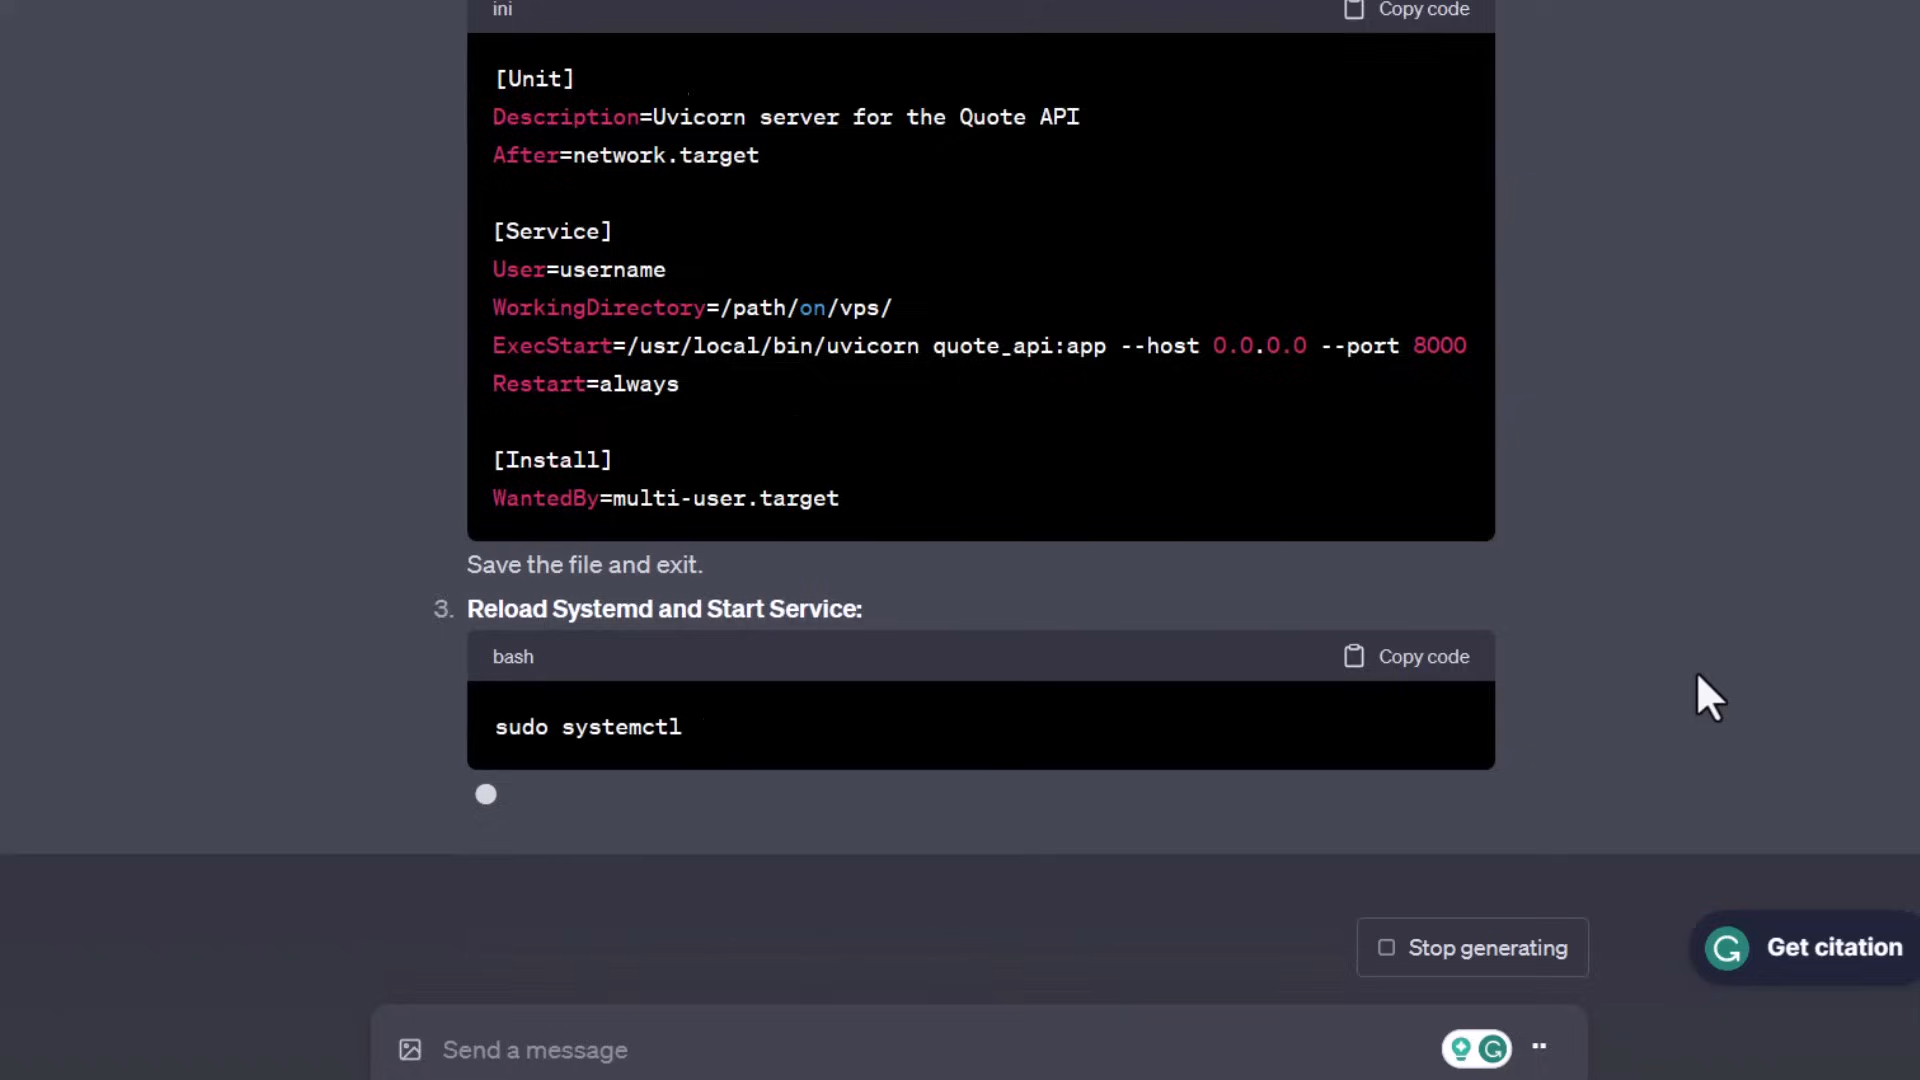 ini Copy code
[Unit]
Description=Uvicorn server for the Quote API
After=network.target
[Service]
User=username
WorkingDirectory=/path/on/vps/
ExecStart=/usr/local/bin/uvicorn quote_api:app --host 0.0.0.0 --port 8000
Restart=always
[Install]
WantedBy=multi-user.target
Save the file and exit.
3. Reload Systemd and Start Service:
bash Copy code
sudo systemctl
Stop generating
Get citation
Send a message